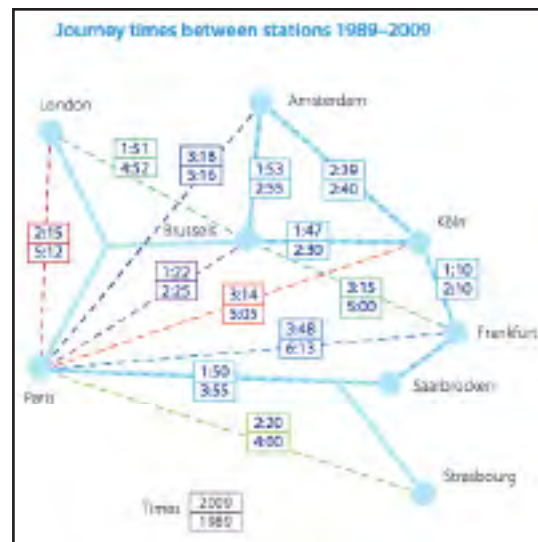 Journey times between stations 1989–2009
London
Amsterdam
1:51
4:52
3:18
5:16
1:53
2:55
2:39
2:40
2:15
5:12
Brussels
1:47
2:30
Köln
1:22
2:25
3:14
5:05
3:15
5:00
1:10
2:10
3:48
6:13
Frankfurt
Paris
1:50
3:55
Saarbrücken
2:20
4:00
Strasbourg
Times
2009
1989